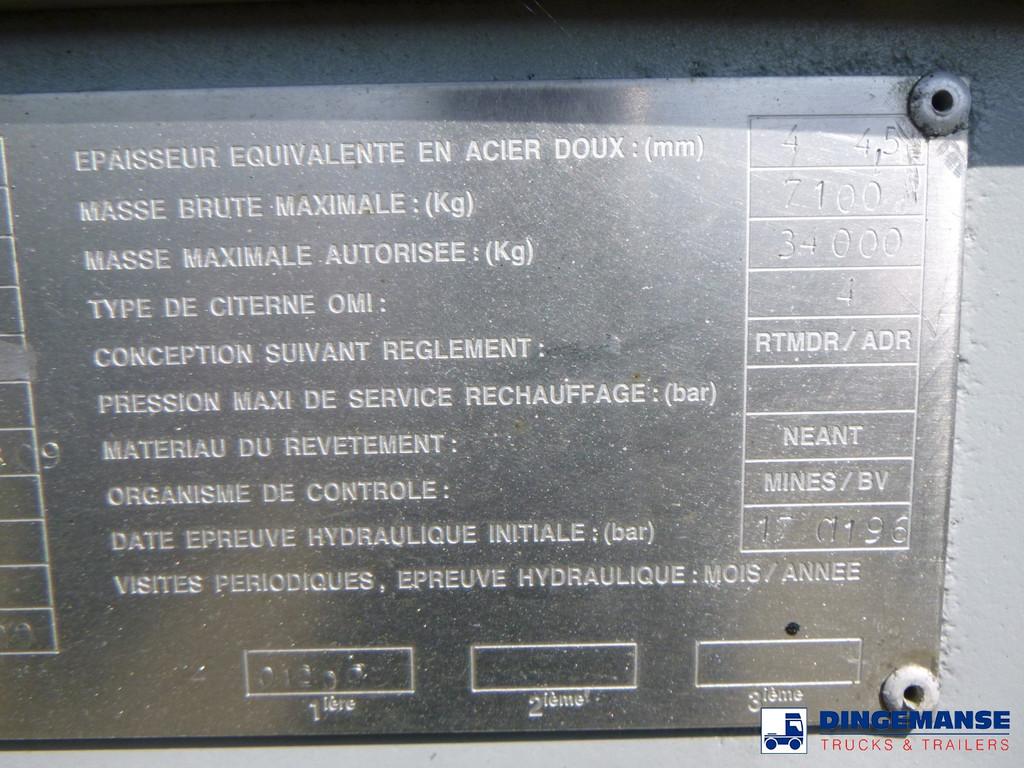 EPAISSEUR EQUIVALENTE EN ACIER DOUX : (mm) 4 4,5
MASSE BRUTE MAXIMALE : (Kg) 7100
MASSE MAXIMALE AUTORISEE : (Kg) 34000
TYPE DE CITERNE OMI : 4
CONCEPTION SUIVANT REGLEMENT : RTMDR / ADR
PRESSION MAXI DE SERVICE RECHAUFFAGE : (bar)
MATERIAU DU REVETEMENT : NEANT
09
ORGANISME DE CONTROLE : MINES / BV
DATE EPREUVE HYDRAULIQUE INITIALE : (bar) 17 01 96
VISITES PERIODIQUES, EPREUVE HYDRAULIQUE : MOIS / ANNEE
1ière 2ième 3ième
DINGEMANSE
TRUCKS & TRAILERS